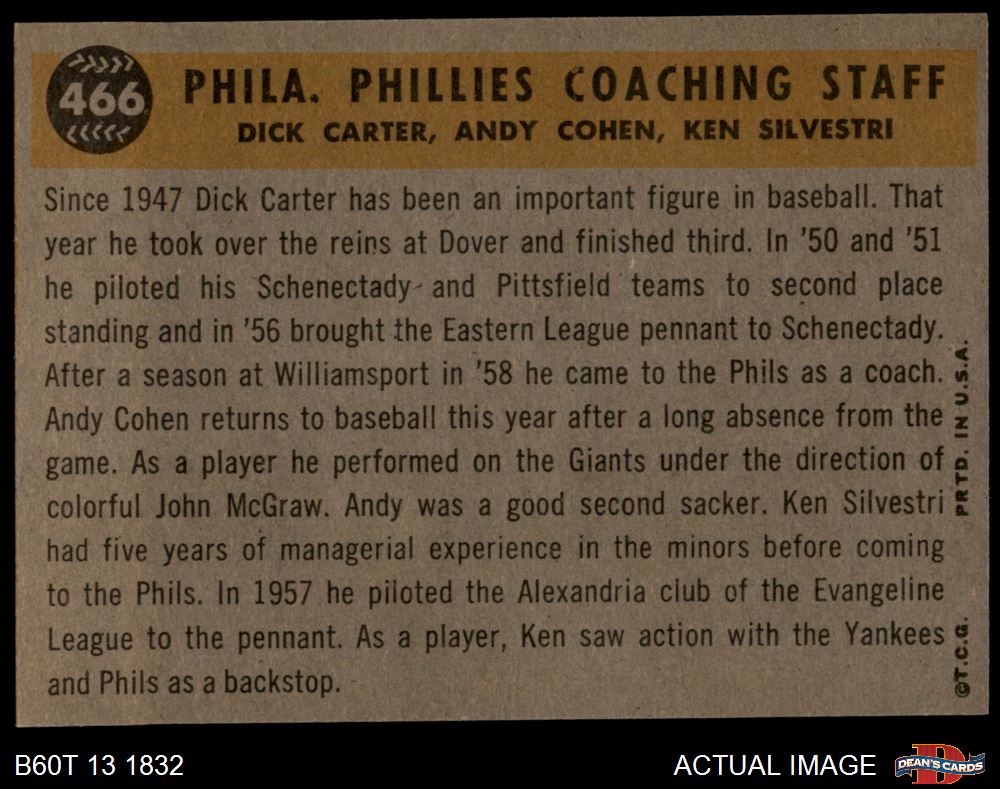 466
PHILA. PHILLIES COACHING STAFF
DICK CARTER, ANDY COHEN, KEN SILVESTRI
Since 1947 Dick Carter has been an important figure in baseball. That
year he took over the reins at Dover and finished third. In '50 and '51
he piloted his Schenectady and Pittsfield teams to second place
standing and in '56 brought the Eastern League pennant to Schenectady.
After a season at Williamsport in '58 he came to the Phils as a coach.
Andy Cohen returns to baseball this year after a long absence from the
game. As a player he performed on the Giants under the direction of
colorful John McGraw. Andy was a good second sacker. Ken Silvestri
had five years of managerial experience in the minors before coming
to the Phils. In 1957 he piloted the Alexandria club of the Evangeline
League to the pennant. As a player, Ken saw action with the Yankees
and Phils as a backstop.
©T.C.G. PRTD. IN U.S.A.
B60T 13 1832
ACTUAL IMAGE
D
DEAN'S CARDS